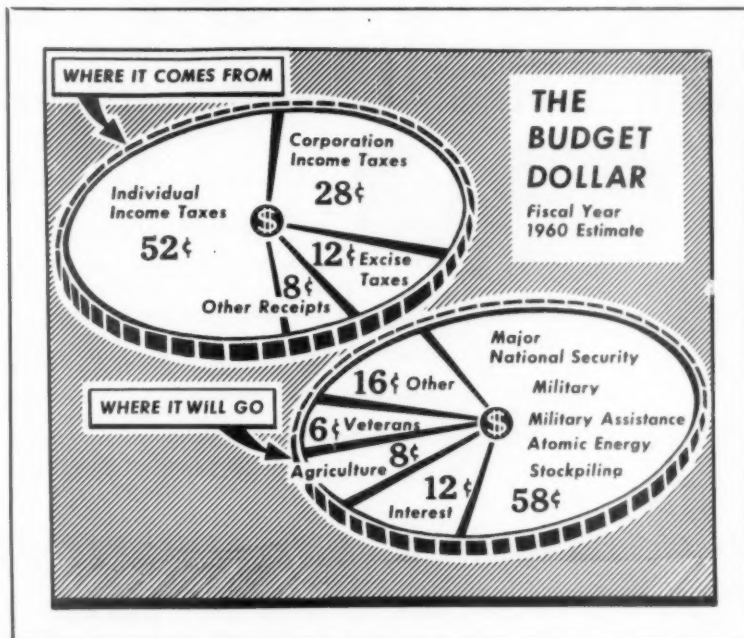 WHERE IT COMES FROM
THE
BUDGET
DOLLAR
Fiscal Year
1960 Estimate
Corporation
Income Taxes
28¢
Individual
Income Taxes
52¢
$
12¢ Excise
Taxes
8¢
Other Receipts
WHERE IT WILL GO
Major
National Security
Military
Military Assistance
Atomic Energy
Stockpiling
58¢
16¢ Other
$
6¢ Veterans
8¢
Agriculture
12¢
Interest